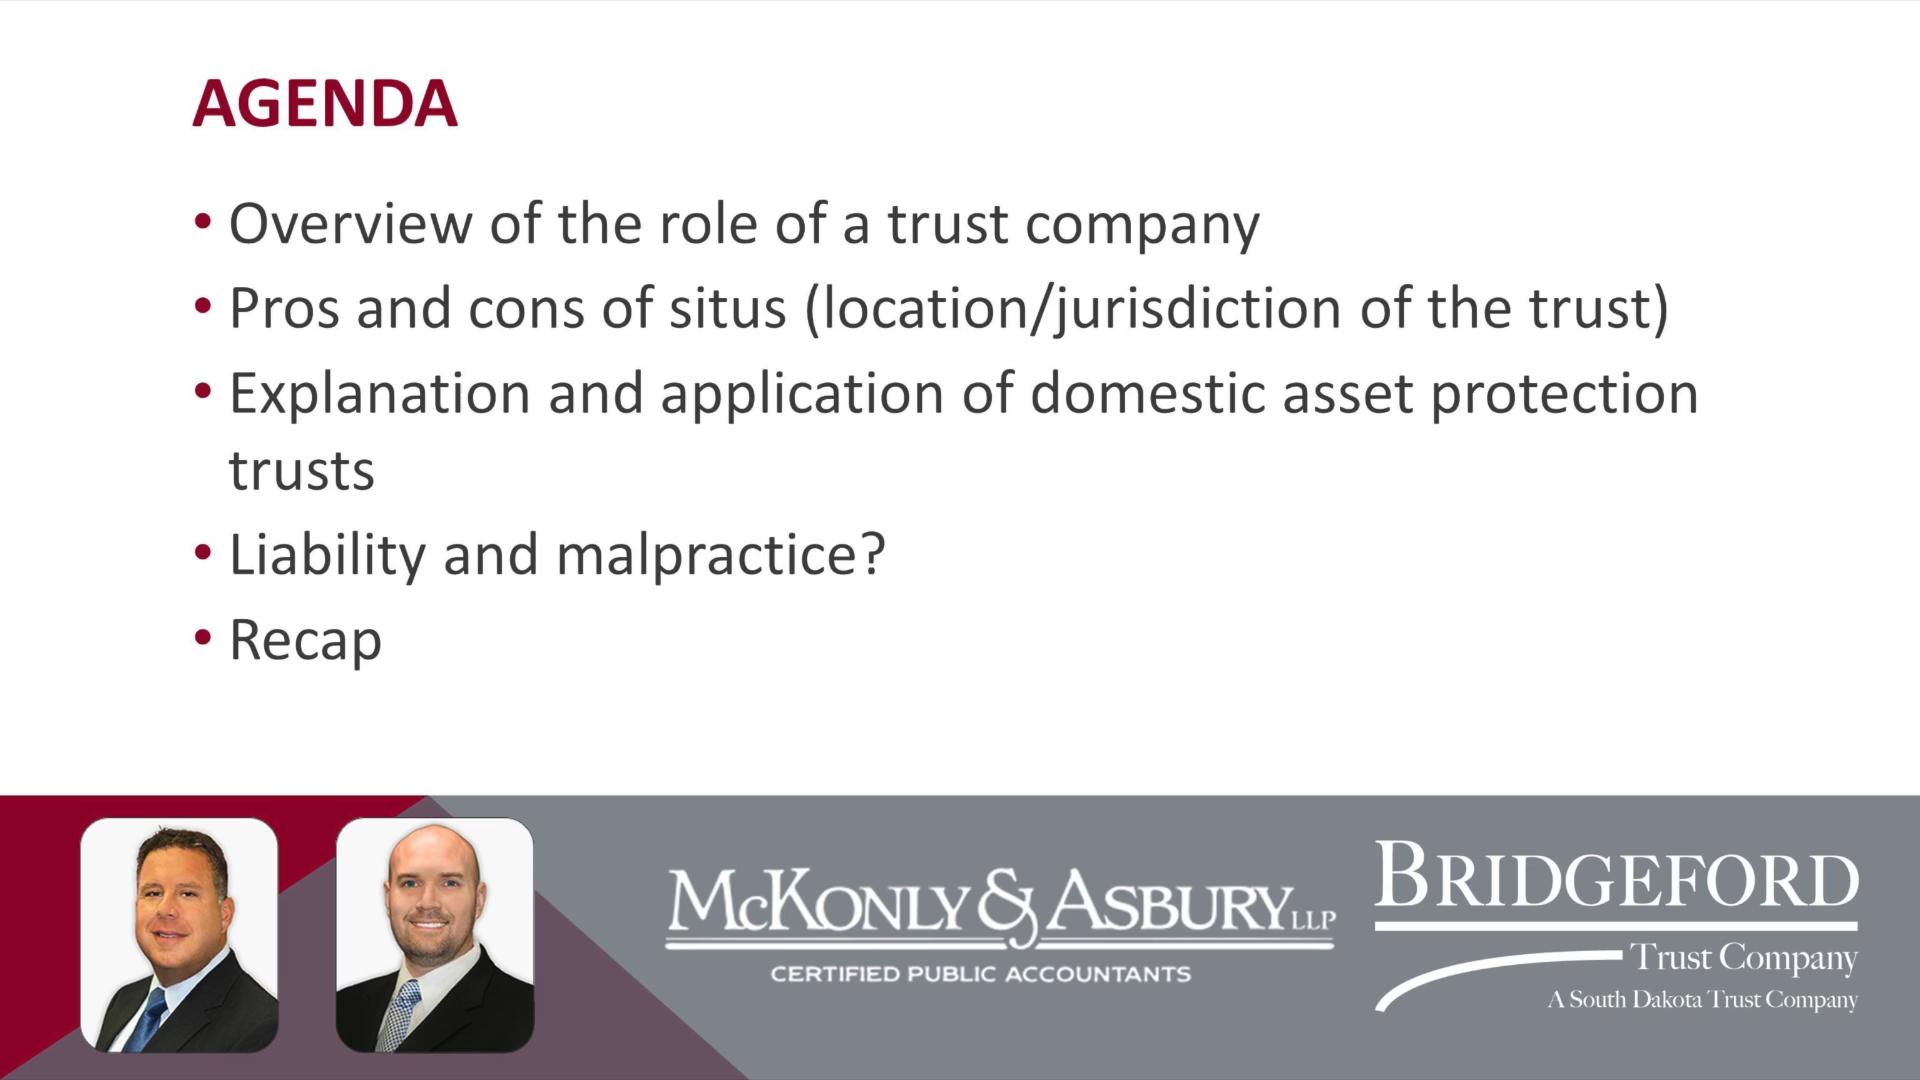 AGENDA
• Overview of the role of a trust company
• Pros and cons of situs (location/jurisdiction of the trust)
• Explanation and application of domestic asset protection
trusts
• Liability and malpractice?
• Recap
McKonly & Asbury LLP
CERTIFIED PUBLIC ACCOUNTANTS
BRIDGEFORD
Trust Company
A South Dakota Trust Company